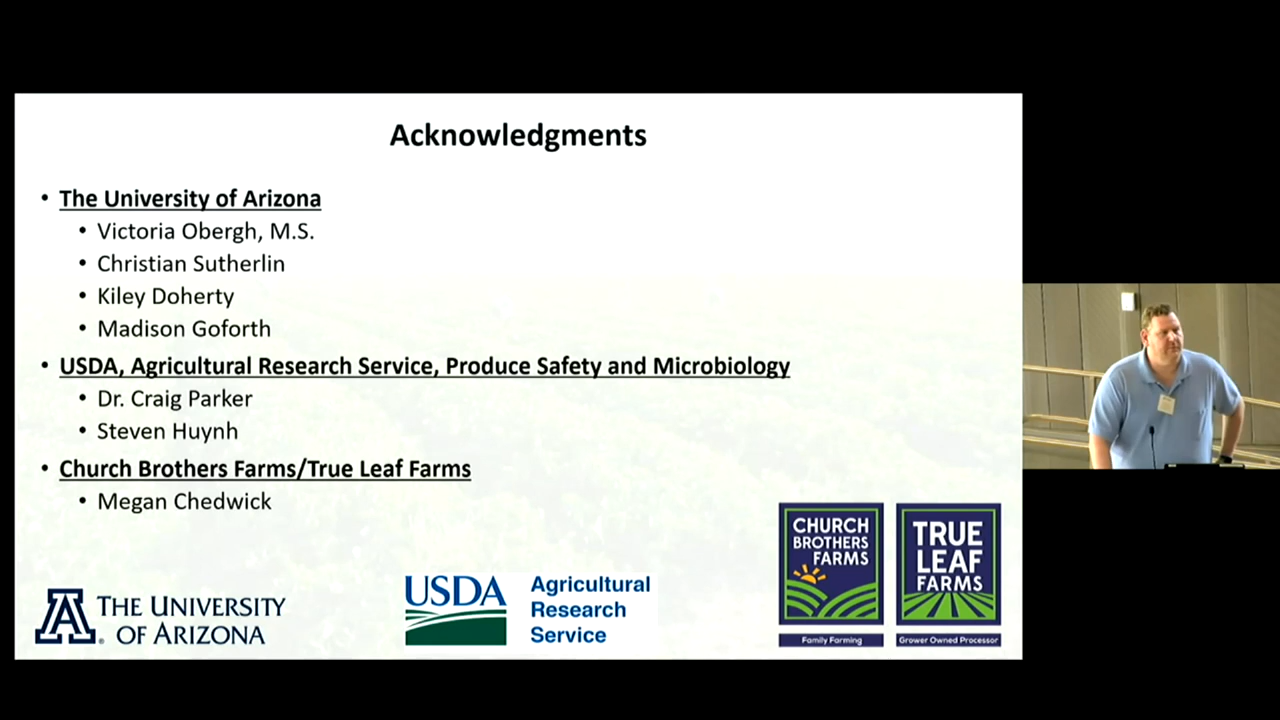 Acknowledgments
• The University of Arizona
• Victoria Obergh, M.S.
• Christian Sutherlin
• Kiley Doherty
• Madison Goforth
• USDA, Agricultural Research Service, Produce Safety and Microbiology
• Dr. Craig Parker
• Steven Huynh
• Church Brothers Farms/True Leaf Farms
• Megan Chedwick
A
THE UNIVERSITY
OF ARIZONA
USDA
Agricultural
Research
Service
CHURCH
BROTHERS
FARMS
Family Farming
TRUE
LEAF
FARMS
Grower Owned Processor